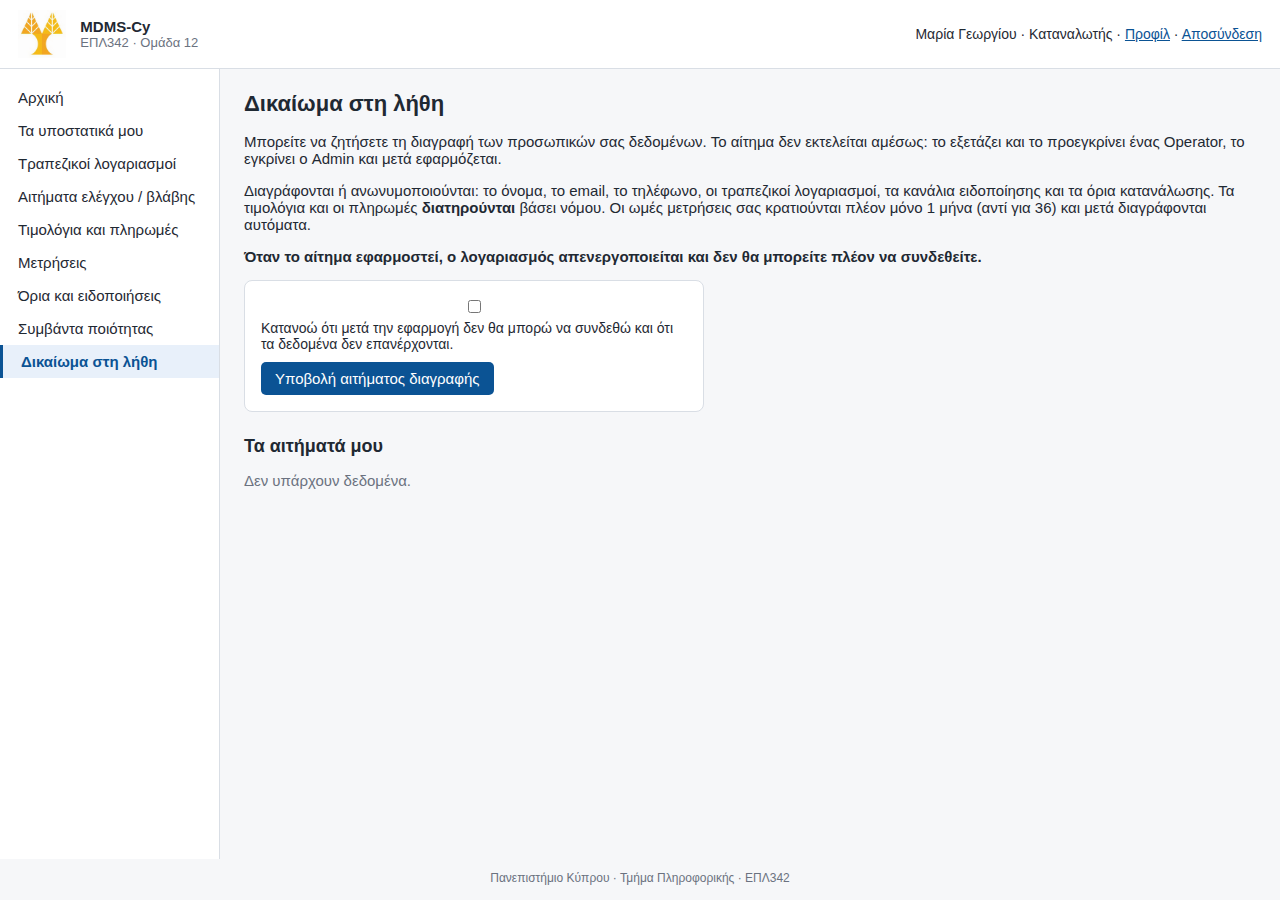 MDMS-Cy
ΕΠΛ342 · Ομάδα 12
Μαρία Γεωργίου · Καταναλωτής · Προφίλ · Αποσύνδεση
Αρχική
Τα υποστατικά μου
Τραπεζικοί λογαριασμοί
Αιτήματα ελέγχου / βλάβης
Τιμολόγια και πληρωμές
Μετρήσεις
Όρια και ειδοποιήσεις
Συμβάντα ποιότητας
Δικαίωμα στη λήθη
Δικαίωμα στη λήθη
Μπορείτε να ζητήσετε τη διαγραφή των προσωπικών σας δεδομένων. Το αίτημα δεν εκτελείται αμέσως: το εξετάζει και το προεγκρίνει ένας Operator, το
εγκρίνει ο Admin και μετά εφαρμόζεται.
Διαγράφονται ή ανωνυμοποιούνται: το όνομα, το email, το τηλέφωνο, οι τραπεζικοί λογαριασμοί, τα κανάλια ειδοποίησης και τα όρια κατανάλωσης. Τα
τιμολόγια και οι πληρωμές διατηρούνται βάσει νόμου. Οι ωμές μετρήσεις σας κρατιούνται πλέον μόνο 1 μήνα (αντί για 36) και μετά διαγράφονται
αυτόματα.
Όταν το αίτημα εφαρμοστεί, ο λογαριασμός απενεργοποιείται και δεν θα μπορείτε πλέον να συνδεθείτε.
Κατανοώ ότι μετά την εφαρμογή δεν θα μπορώ να συνδεθώ και ότι
τα δεδομένα δεν επανέρχονται.
Υποβολή αιτήματος διαγραφής
Τα αιτήματά μου
Δεν υπάρχουν δεδομένα.
Πανεπιστήμιο Κύπρου · Τμήμα Πληροφορικής · ΕΠΛ342